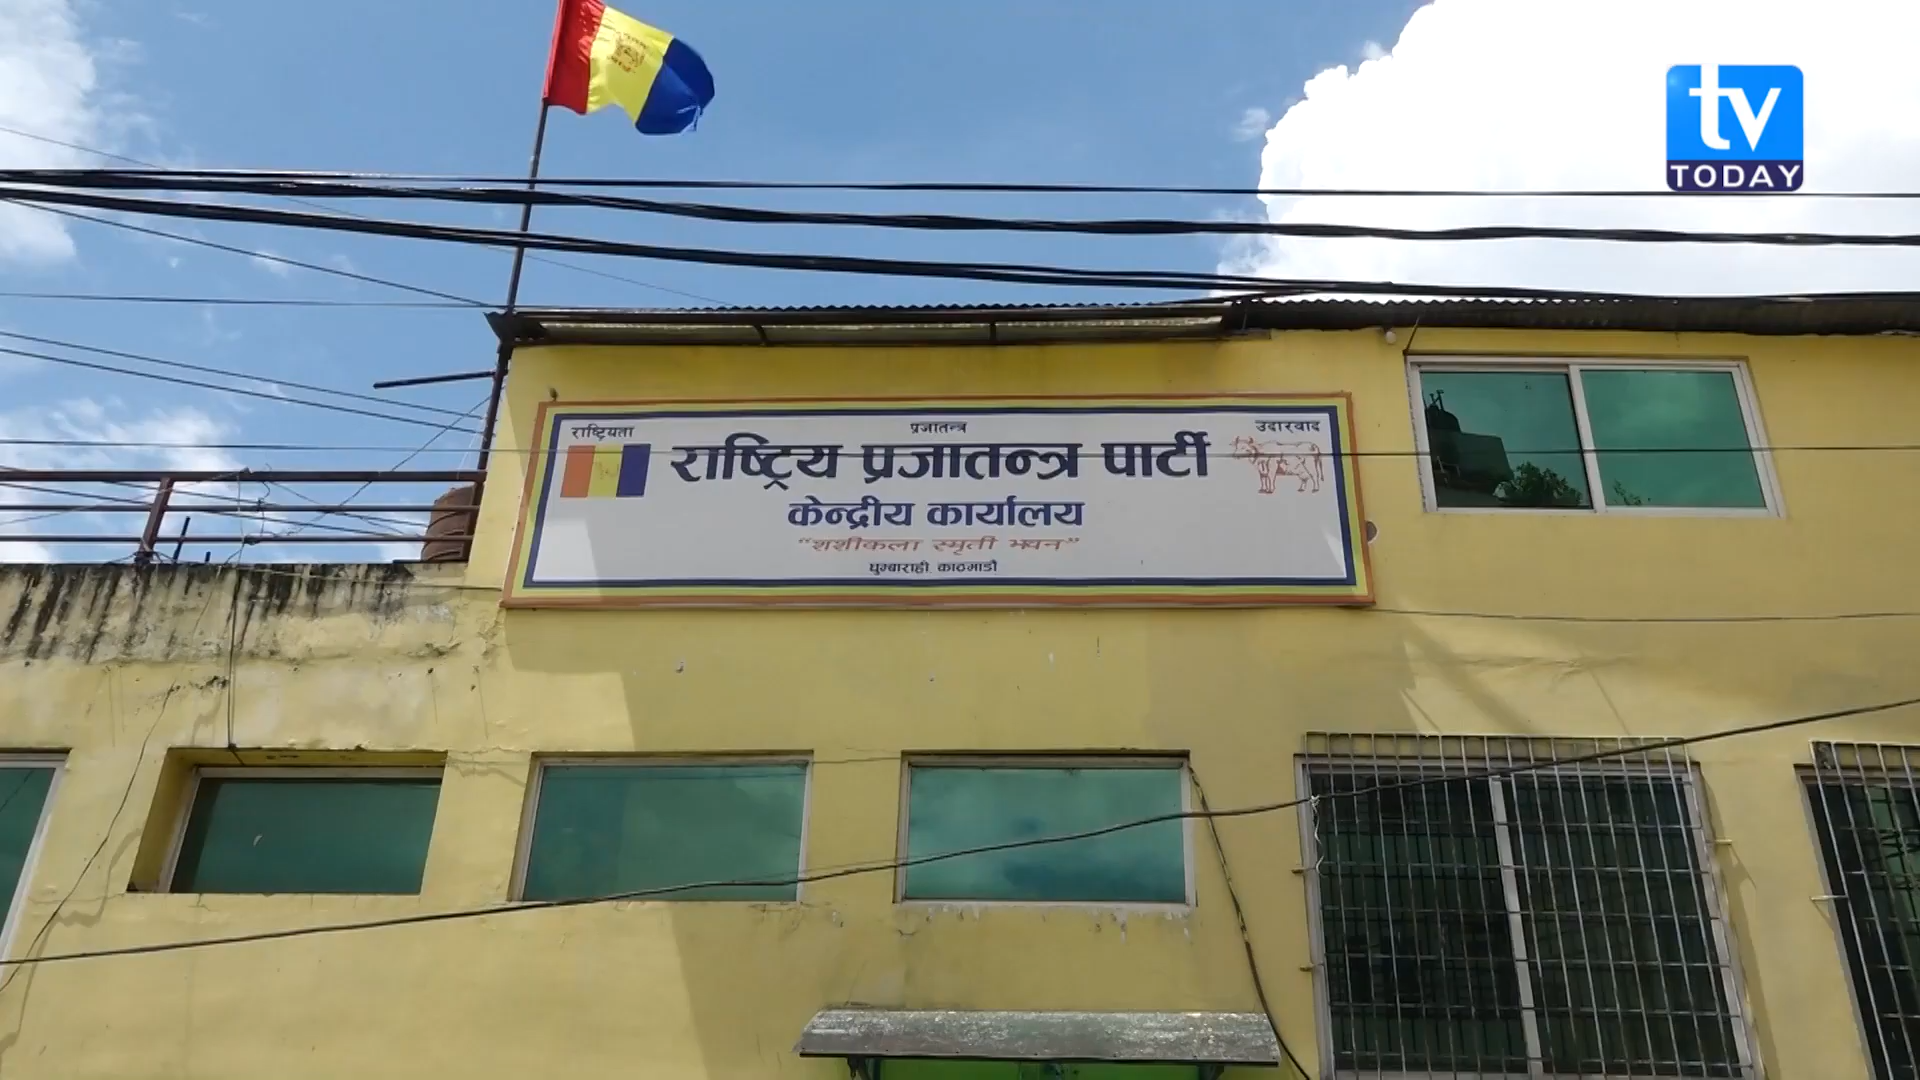 tv
TODAY
राष्ट्रियता प्रजातन्त्र उदारवाद
राष्ट्रिय प्रजातन्त्र पार्टी
केन्द्रीय कार्यालय
"शशीकला स्मृती भवन"
धुम्बाराही, काठमाडौं